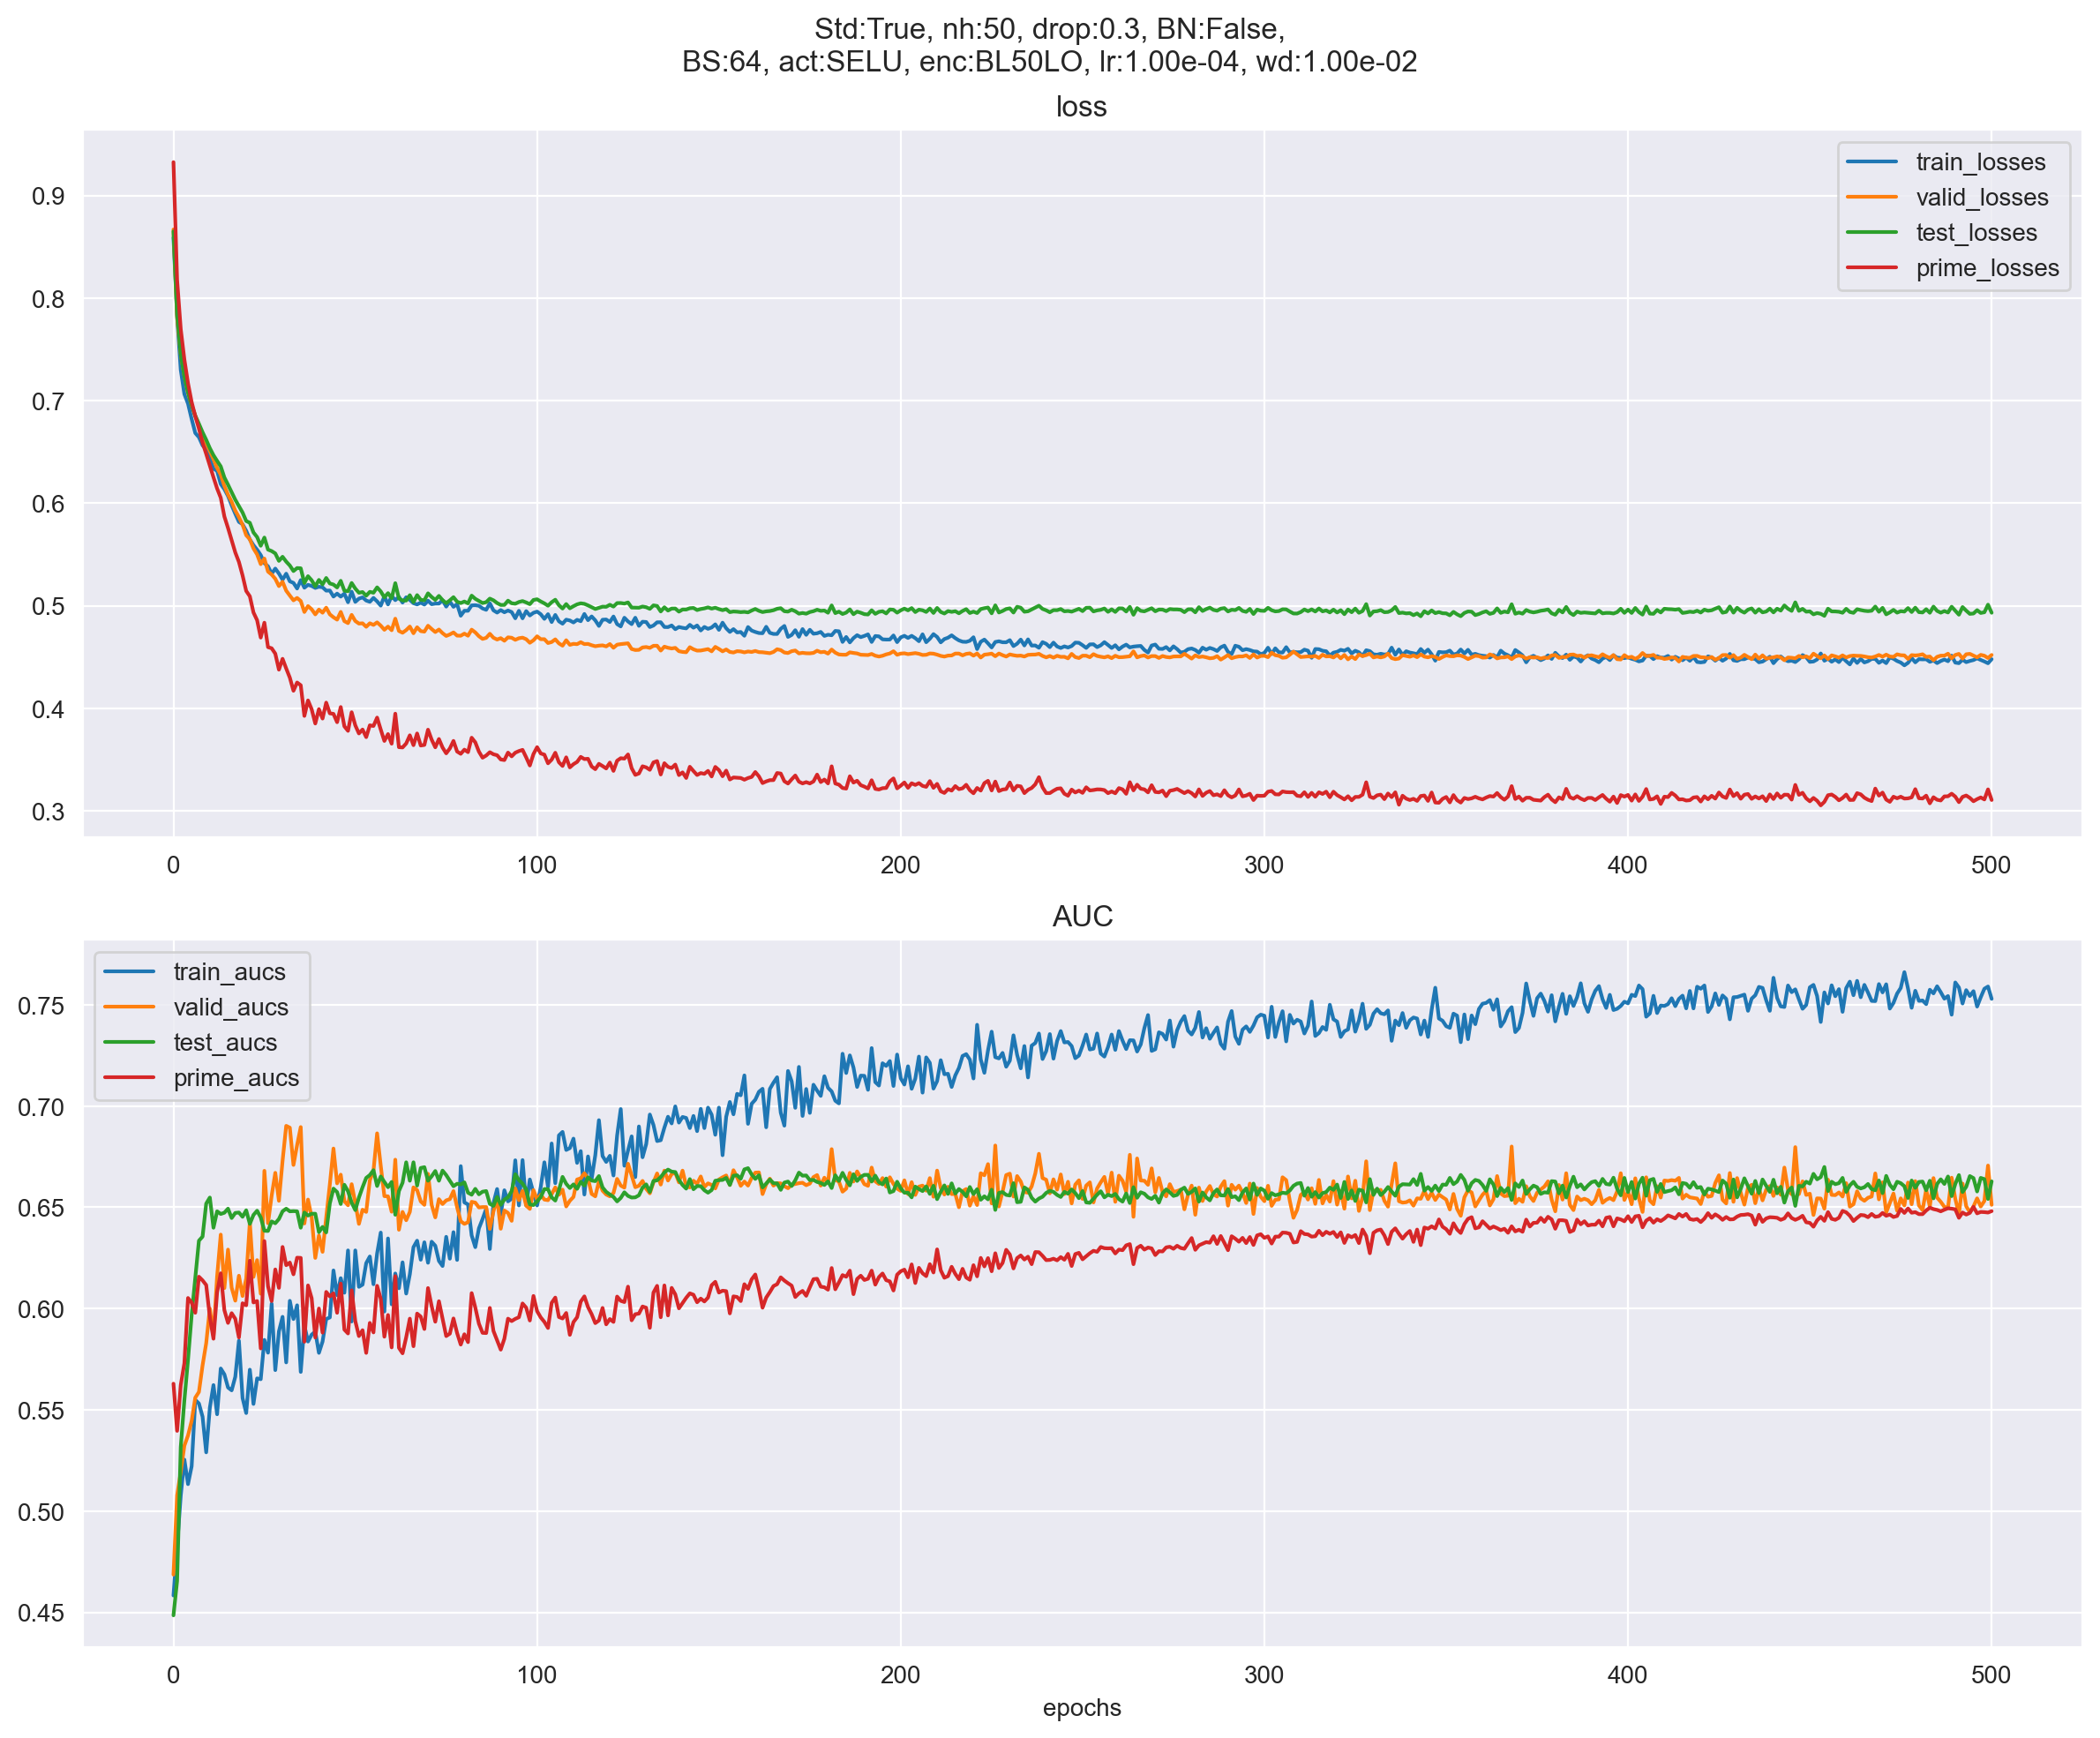 Std:True, nh:50, drop:0.3, BN:False,
BS:64, act:SELU, enc:BL50LO, lr:1.00e-04, wd:1.00e-02
loss
train_losses
valid_losses
test_losses
prime_losses
0.9
0.8
0.7
0.6
0.5
0.4
0.3
0 100 200 300 400 500
AUC
train_aucs
valid_aucs
test_aucs
prime_aucs
0.75
0.70
0.65
0.60
0.55
0.50
0.45
0 100 200 300 400 500
epochs